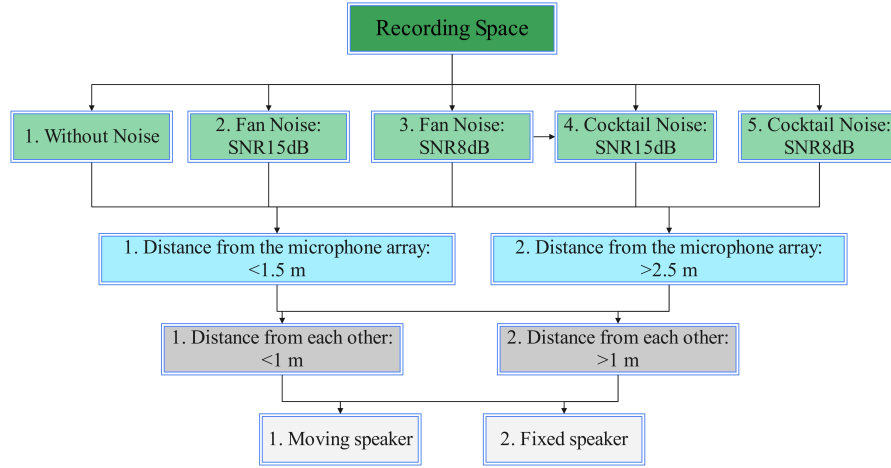 Recording Space
1. Without Noise
2. Fan Noise:
SNR15dB
3. Fan Noise:
SNR8dB
4. Cocktail Noise:
SNR15dB
5. Cocktail Noise:
SNR8dB
1. Distance from the microphone array:
<1.5 m
2. Distance from the microphone array:
>2.5 m
1. Distance from each other:
<1 m
2. Distance from each other:
>1 m
1. Moving speaker
2. Fixed speaker